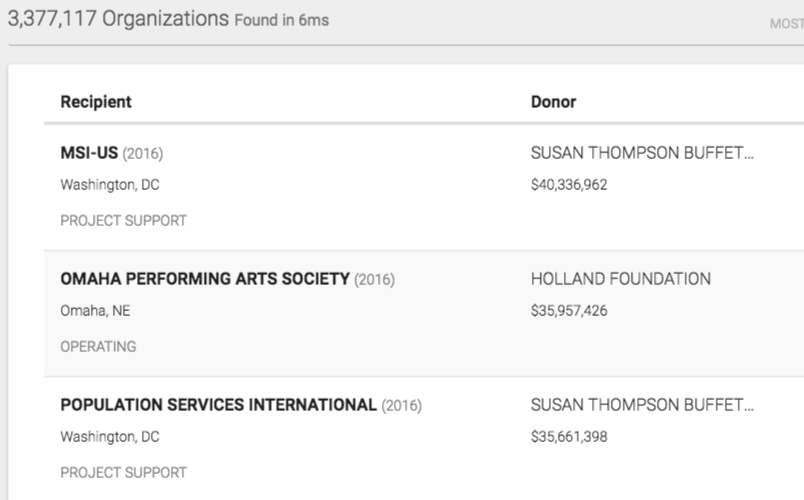 3,377,117 Organizations Found in 6ms
MOST
Recipient Donor
MSI-US (2016) SUSAN THOMPSON BUFFET...
Washington, DC $40,336,962
PROJECT SUPPORT
OMAHA PERFORMING ARTS SOCIETY (2016) HOLLAND FOUNDATION
Omaha, NE $35,957,426
OPERATING
POPULATION SERVICES INTERNATIONAL (2016) SUSAN THOMPSON BUFFET...
Washington, DC $35,661,398
PROJECT SUPPORT